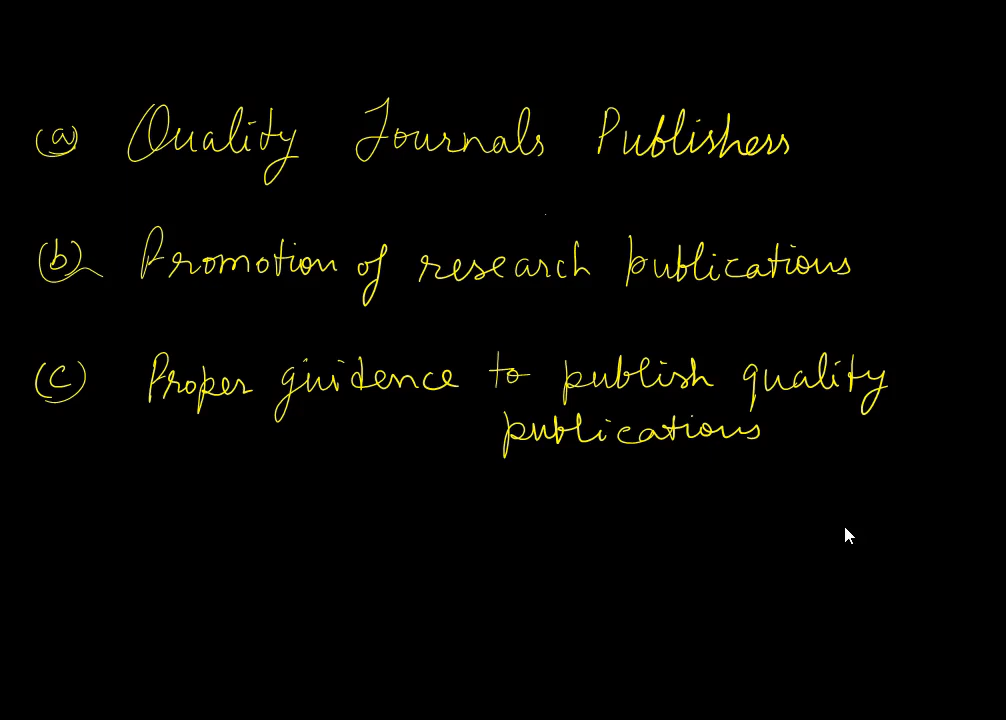 (a) Quality Journals Publishers
(b) Promotion of research publications
(c) Proper guidence to publish quality
publications